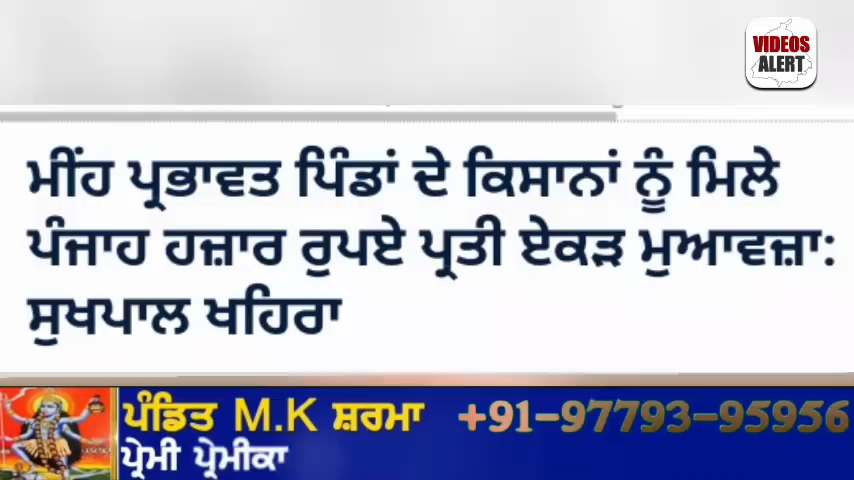 VIDEOS
ALERT
ਮੀਂਹ ਪ੍ਰਭਾਵਤ ਪਿੰਡਾਂ ਦੇ ਕਿਸਾਨਾਂ ਨੂੰ ਮਿਲੇ
ਪੰਜਾਹ ਹਜ਼ਾਰ ਰੁਪਏ ਪ੍ਰਤੀ ਏਕੜ ਮੁਆਵਜ਼ਾ:
ਸੁਖਪਾਲ ਖਹਿਰਾ
ਪੰਡਿਤ M.K ਸ਼ਰਮਾ +91-97793-95956
ਪ੍ਰੇਮੀ ਪ੍ਰੇਮੀਕਾ